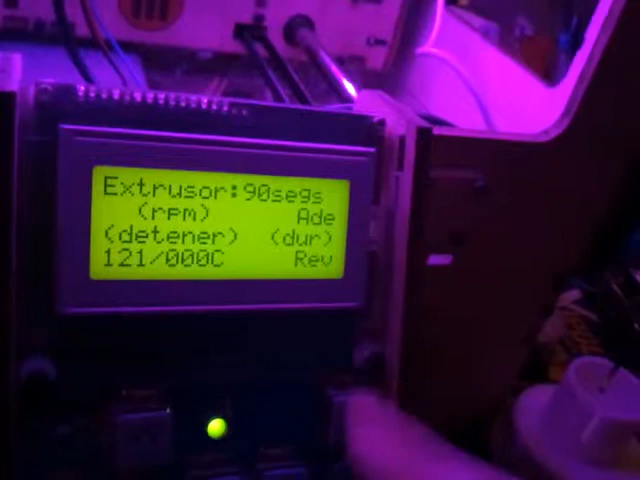 Extrusor:90segs
(rpm) Ade
(detener) (dur)
121/000C Rev